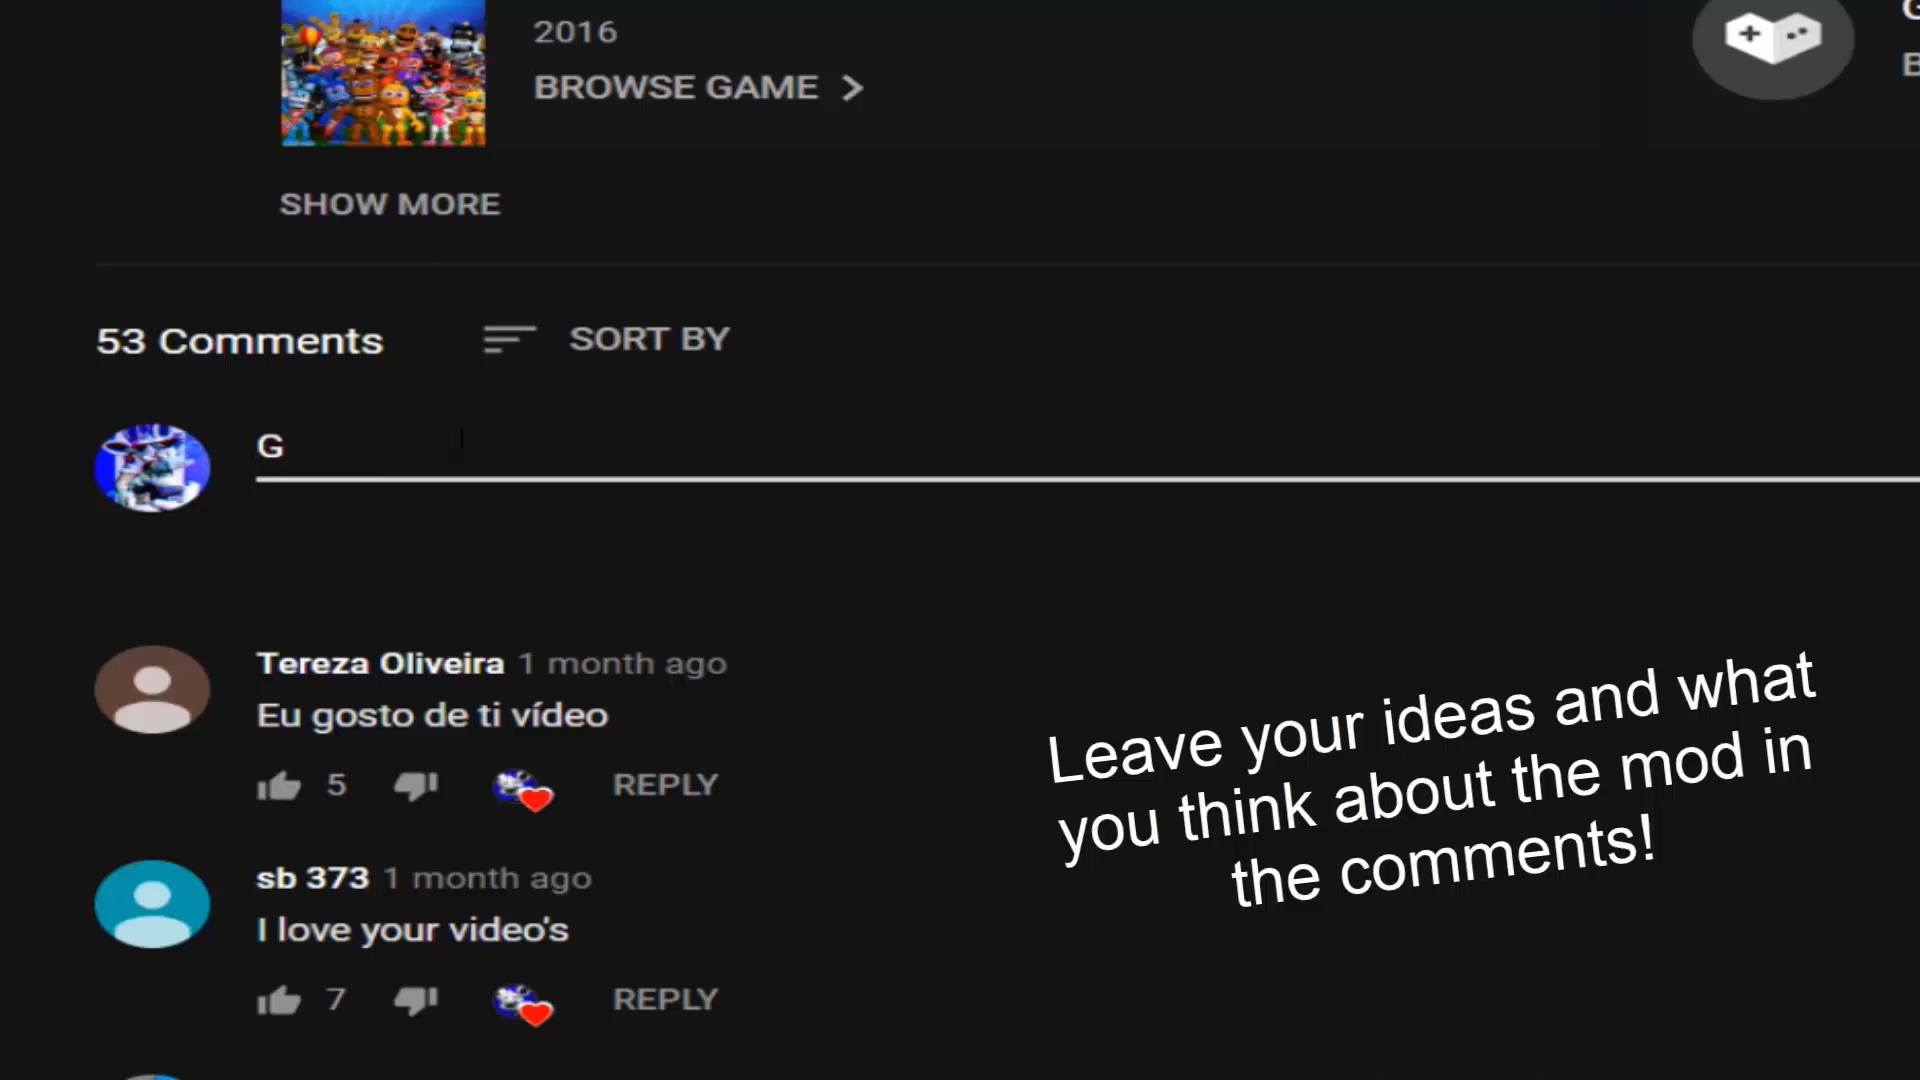 2016
BROWSE GAME
SHOW MORE
53 Comments
SORT BY
G
Tereza Oliveira 1 month ago
Eu gosto de ti vídeo
5
REPLY
sb 373 1 month ago
I love your video's
7
REPLY
Leave your ideas and what
you think about the mod in
the comments!